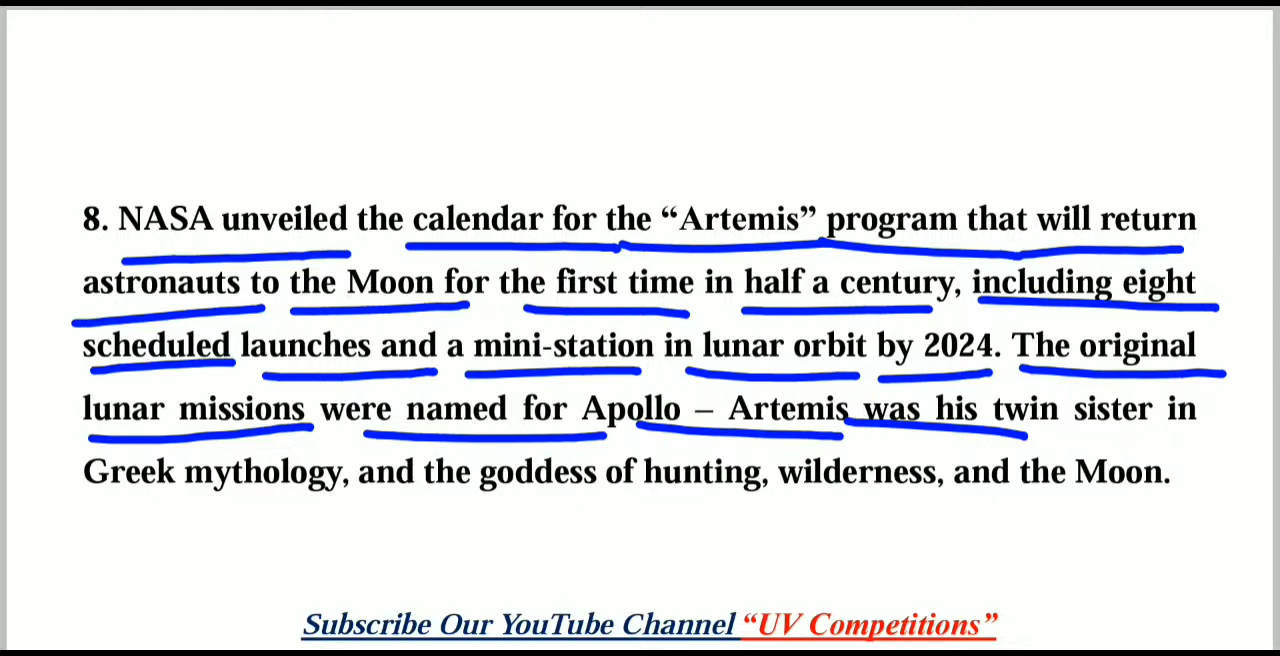 8. NASA unveiled the calendar for the “Artemis” program that will return
astronauts to the Moon for the first time in half a century, including eight
scheduled launches and a mini-station in lunar orbit by 2024. The original
lunar missions were named for Apollo – Artemis was his twin sister in
Greek mythology, and the goddess of hunting, wilderness, and the Moon.
Subscribe Our YouTube Channel “UV Competitions”